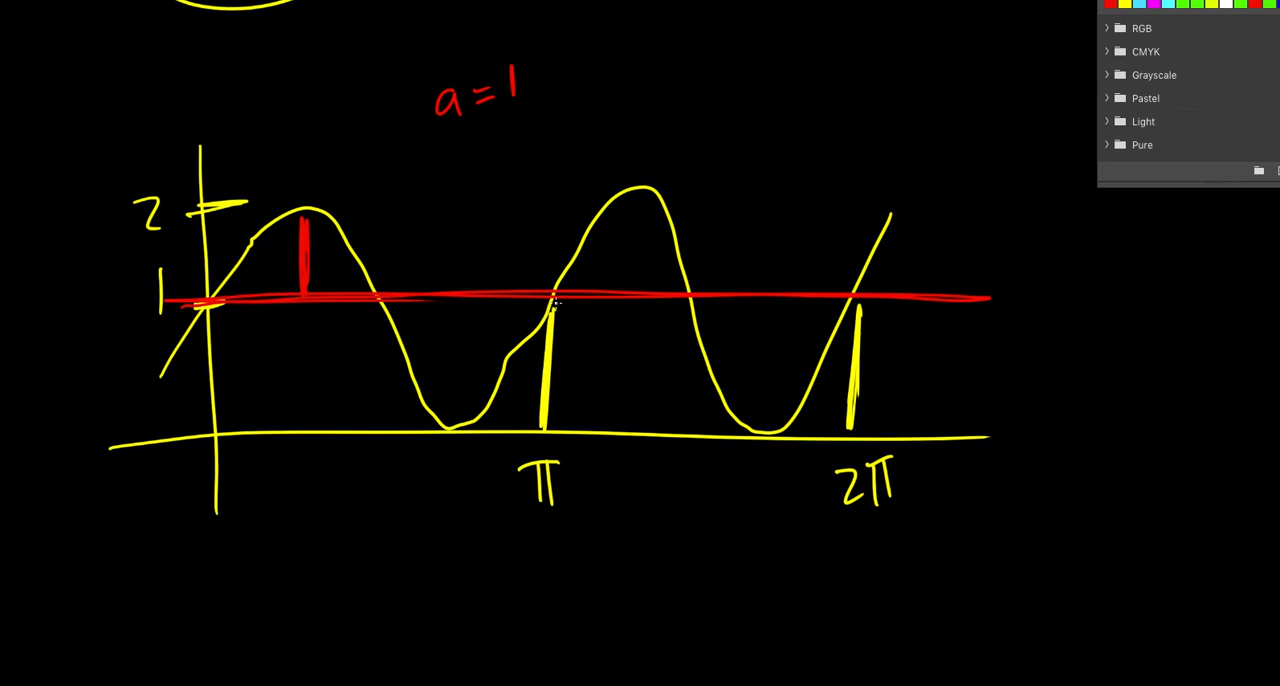 RGB
CMYK
Grayscale
Pastel
Light
Pure
a = 1
2
1
π
2π